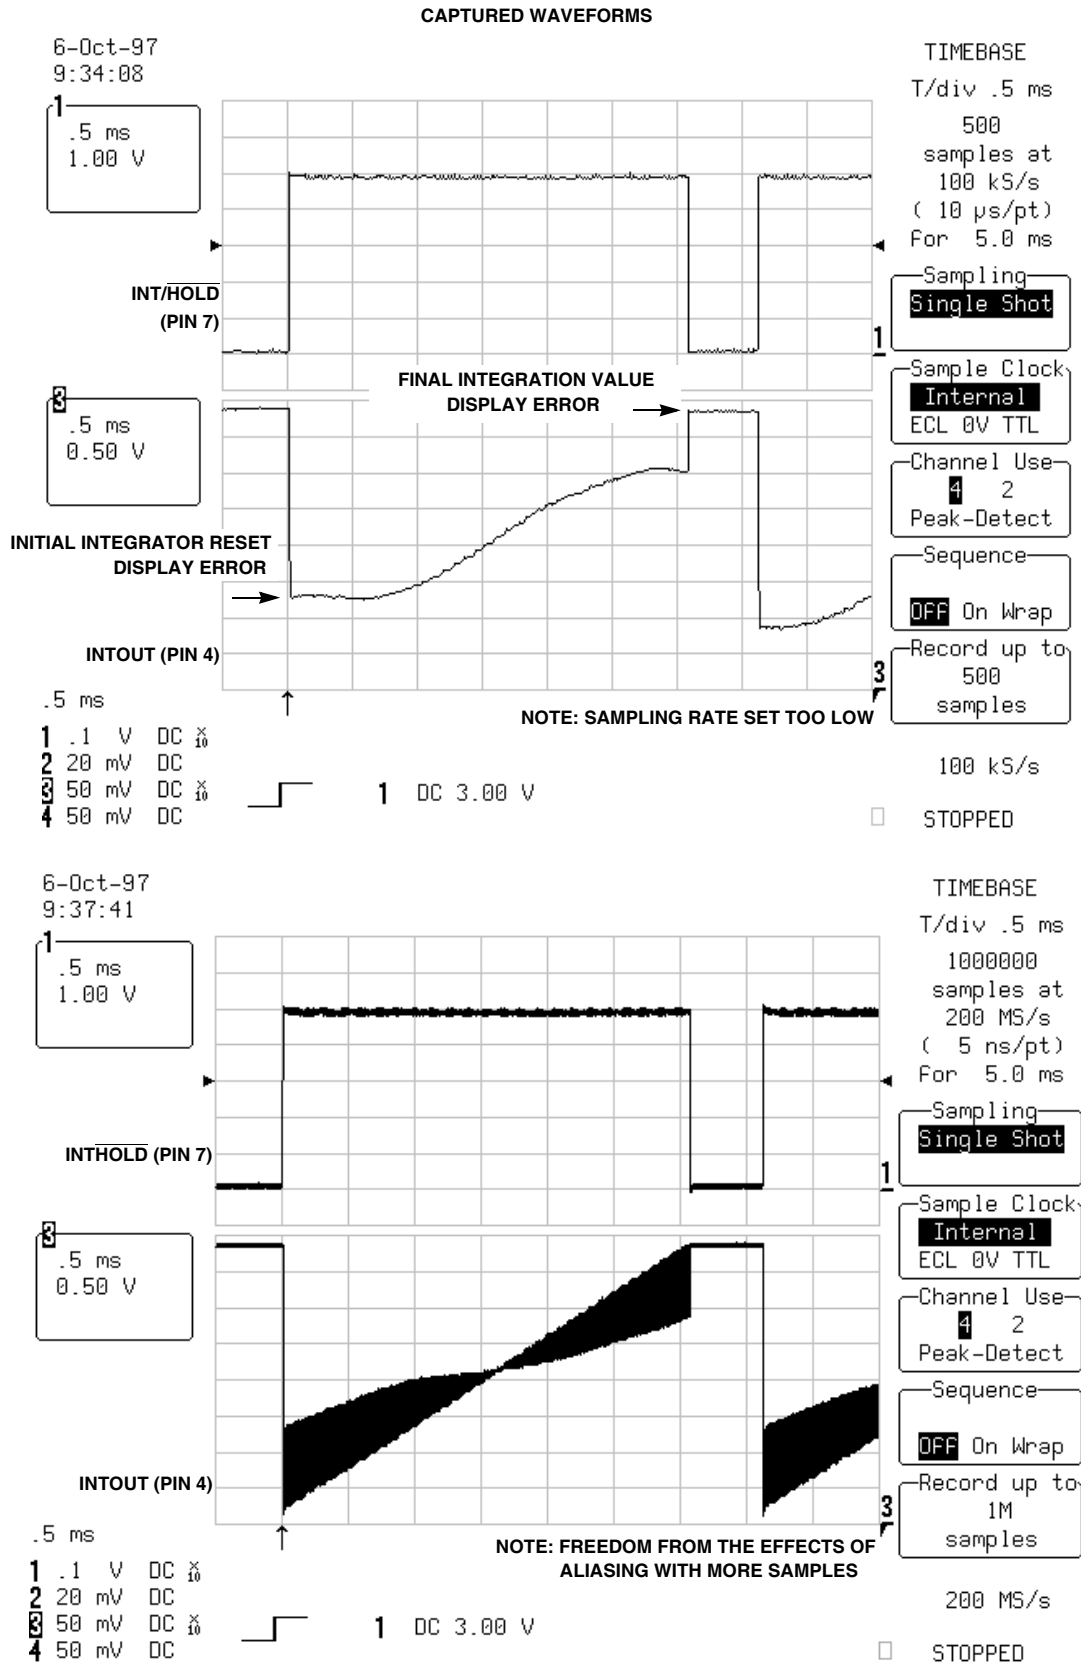 CAPTURED WAVEFORMS
6-Oct-97
9:34:08
1
.5 ms
1.00 V
INT/HOLD
(PIN 7)
3
.5 ms
0.50 V
FINAL INTEGRATION VALUE
DISPLAY ERROR
INITIAL INTEGRATOR RESET
DISPLAY ERROR
INTOUT (PIN 4)
1
3
NOTE: SAMPLING RATE SET TOO LOW
.5 ms
1 .1 V DC X10
2 20 mV DC
3 50 mV DC X10
4 50 mV DC
1 DC 3.00 V
TIMEBASE
T/div .5 ms
500
samples at
100 kS/s
( 10 µs/pt)
for 5.0 ms
Sampling
Single Shot
Sample Clock
Internal
ECL 0V TTL
Channel Use
4 2
Peak-Detect
Sequence
OFF On Wrap
Record up to
500
samples
100 kS/s
STOPPED
6-Oct-97
9:37:41
1
.5 ms
1.00 V
INTHOLD (PIN 7)
3
.5 ms
0.50 V
INTOUT (PIN 4)
1
3
NOTE: FREEDOM FROM THE EFFECTS OF
ALIASING WITH MORE SAMPLES
.5 ms
1 .1 V DC X10
2 20 mV DC
3 50 mV DC X10
4 50 mV DC
1 DC 3.00 V
TIMEBASE
T/div .5 ms
1000000
samples at
200 MS/s
( 5 ns/pt)
for 5.0 ms
Sampling
Single Shot
Sample Clock
Internal
ECL 0V TTL
Channel Use
4 2
Peak-Detect
Sequence
OFF On Wrap
Record up to
1M
samples
200 MS/s
STOPPED